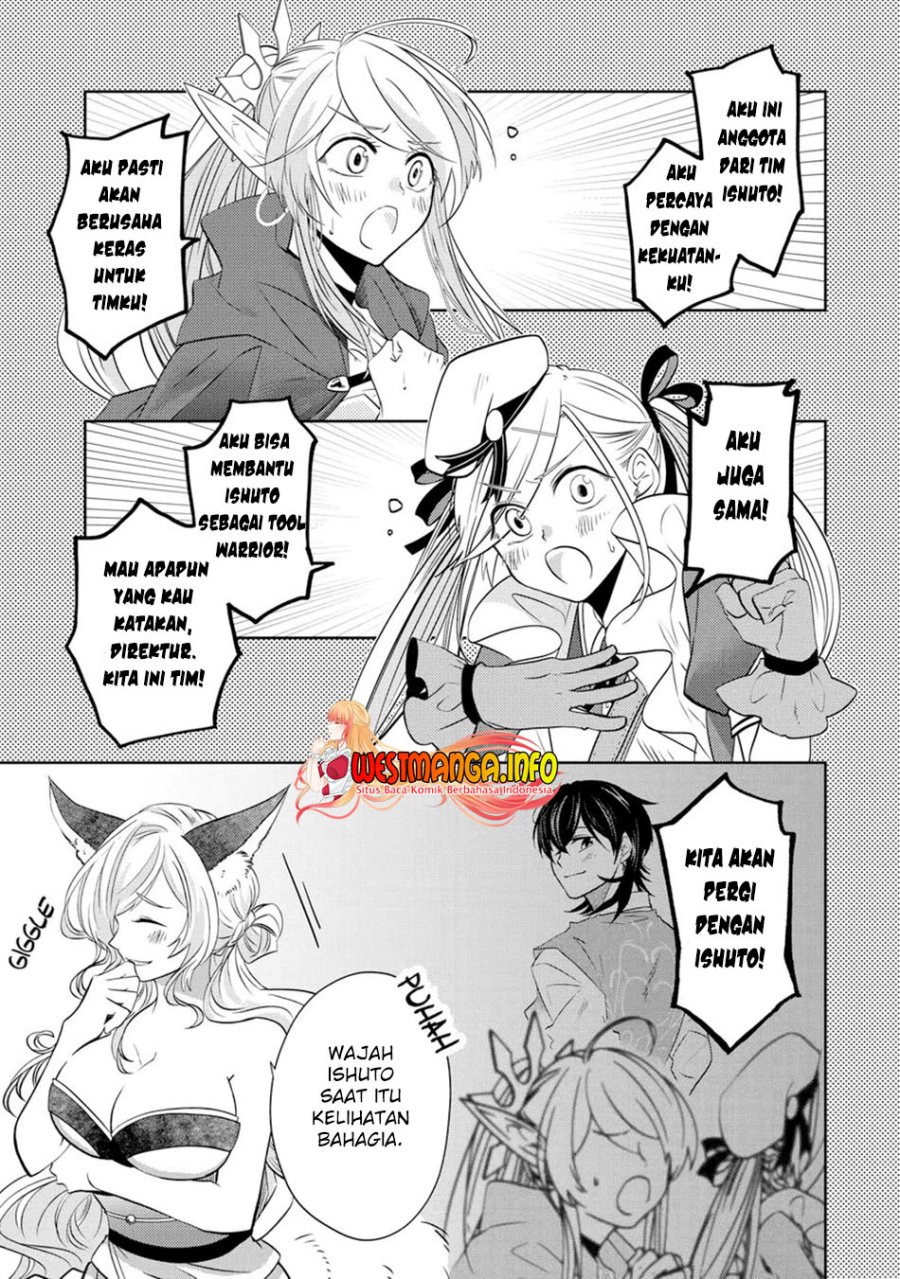 AKU INI
ANGGOTA
DARI TIM
ISHUTO!
AKU
PERCAYA
DENGAN
KEKUATAN-
KU!
AKU PASTI
AKAN
BERUSAHA
KERAS
UNTUK
TIMKU!
AKU
JUGA
SAMA!
AKU BISA
MEMBANTU
ISHUTO
SEBAGAI TOOL
WARRIOR!
MAU APAPUN
YANG KAU
KATAKAN,
DIREKTUR.
KITA INI TIM!
WESTMANGA.INFO
Situs Baca Komik Berbahasa Indonesia
KITA AKAN
PERGI
DENGAN
ISHUTO!
GIGGLE
PUHAH
WAJAH
ISHUTO
SAAT ITU
KELIHATAN
BAHAGIA.